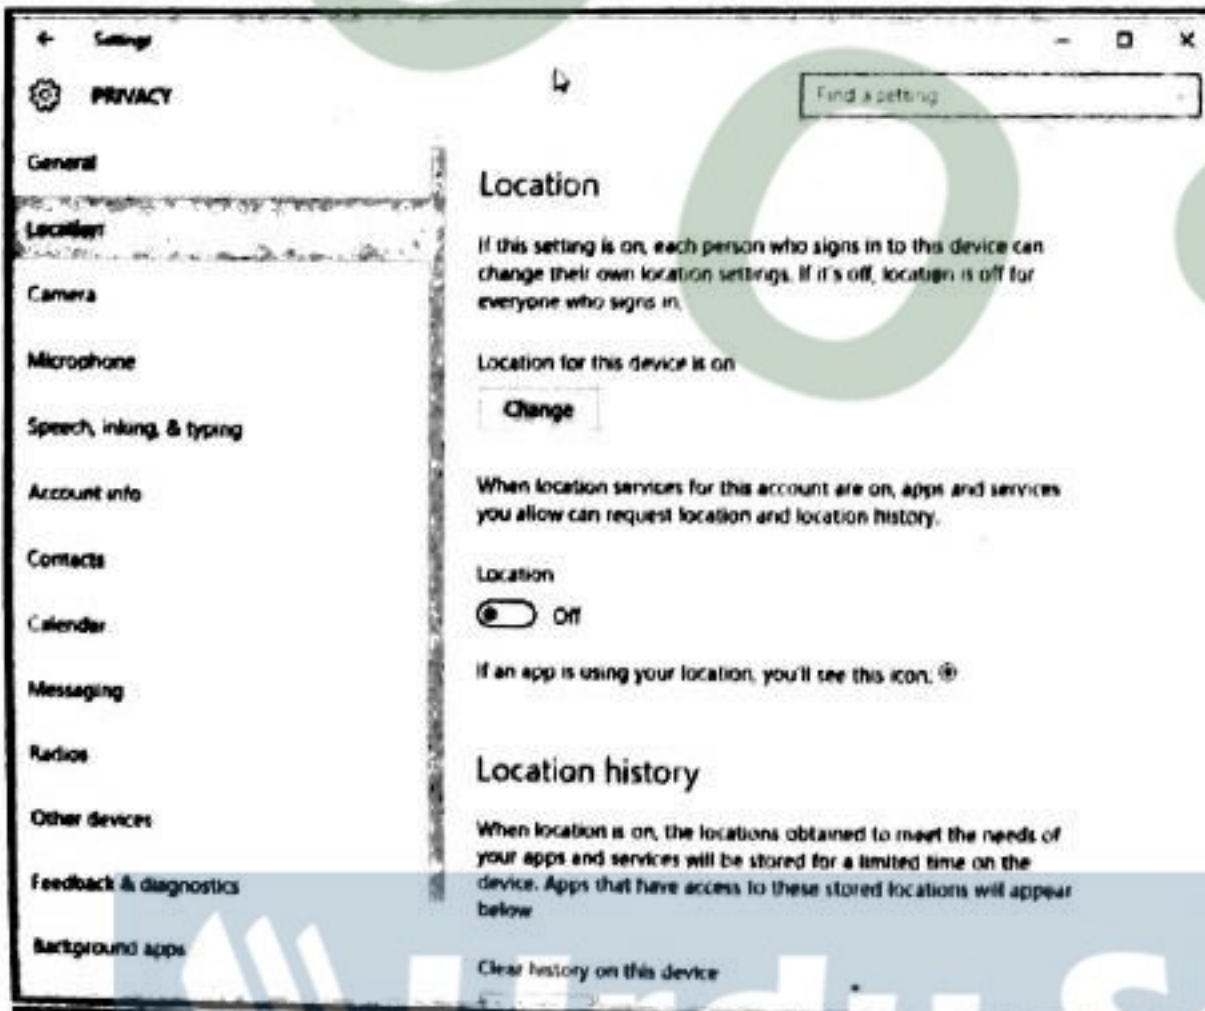 Settings
PRIVACY
Find a setting
General
Location
Camera
Microphone
Speech, inking, & typing
Account info
Contacts
Calendar
Messaging
Radios
Other devices
Feedback & diagnostics
Background apps
Location
If this setting is on, each person who signs in to this device can
change their own location settings. If it's off, location is off for
everyone who signs in.
Location for this device is on
Change
When location services for this account are on, apps and services
you allow can request location and location history.
Location
Off
If an app is using your location, you'll see this icon:
Location history
When location is on, the locations obtained to meet the needs of
your apps and services will be stored for a limited time on the
device. Apps that have access to these stored locations will appear
below
Clear history on this device